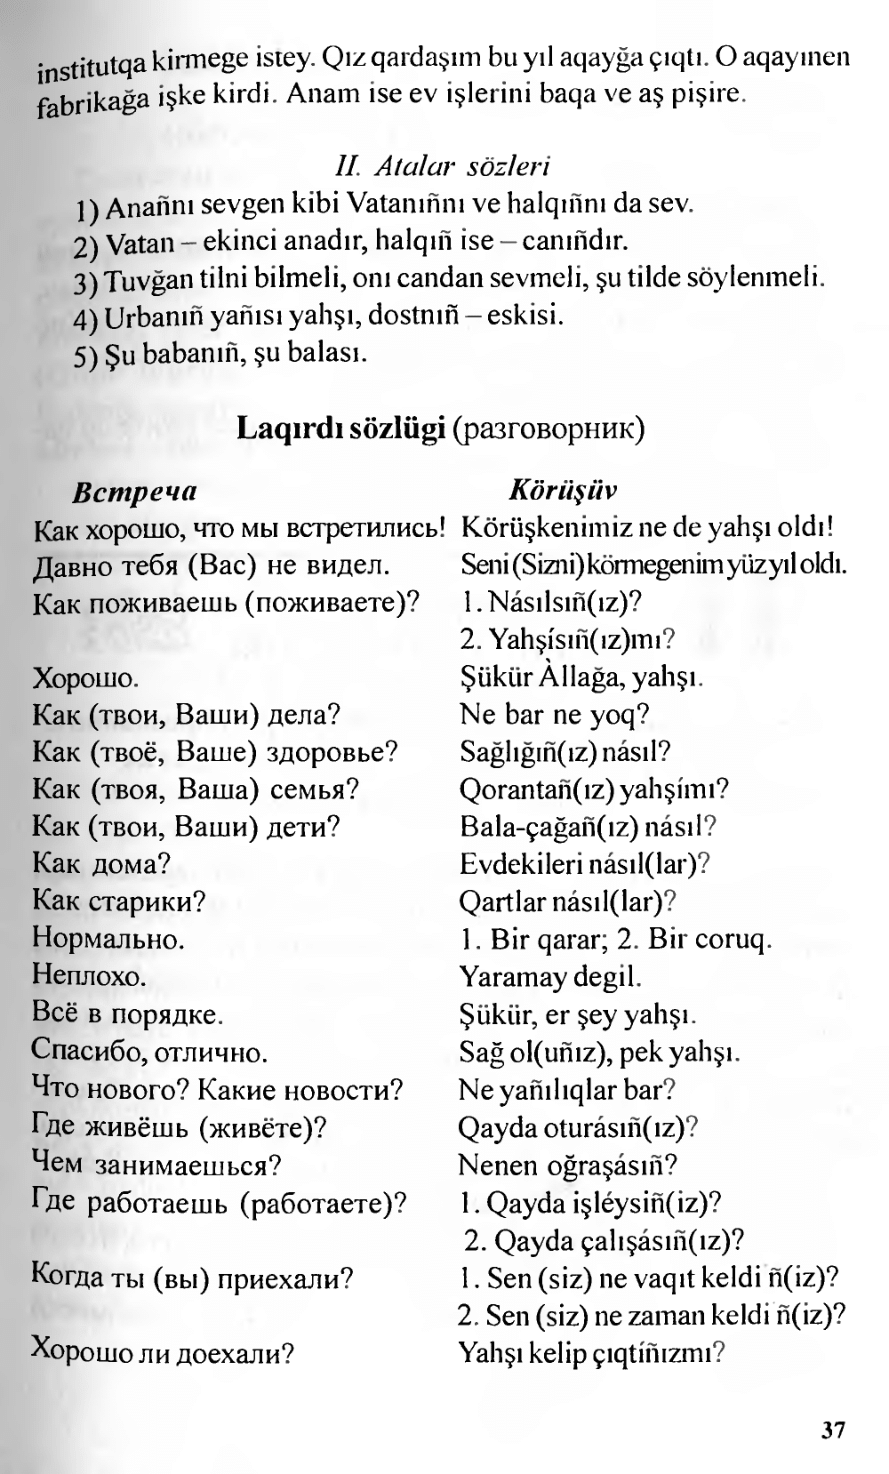 institutqa kirmege istey. Qız qardaşım bu yıl aqayğa çıqtı. O aqayınen
fabrikağa işke kirdi. Anam ise ev işlerini baqa ve aş pişire.
II. Atalar sözleri
1) Anañnı sevgen kibi Vatanıñnı ve halqıñnı da sev.
2) Vatan – ekinci anadır, halqıñ ise – canıñdır.
3) Tuvğan tilni bilmeli, onı candan sevmeli, şu tilde söylenmeli.
4) Urbanıñ yañısı yahşı, dostnıñ – eskisi.
5) Şu babanıñ, şu balası.
Laqırdı sözlügi (разговорник)
Встреча Körüşüv
Как хорошо, что мы встретились! Körüşkenimiz ne de yahşı oldı!
Давно тебя (Вас) не видел. Seni (Sizni) körmegenim yüz yıl oldı.
Как поживаешь (поживаете)? 1. Násılsıñ(ız)?
2. Yahşísıñ(ız)mı?
Хорошо. Şükür Àllağa, yahşı.
Как (твои, Ваши) дела? Ne bar ne yoq?
Как (твоё, Ваше) здоровье? Sağlığıñ(ız) násıl?
Как (твоя, Ваша) семья? Qorantañ(ız) yahşímı?
Как (твои, Ваши) дети? Bala-çağañ(ız) násıl?
Как дома? Evdekileri násıl(lar)?
Как старики? Qartlar násıl(lar)?
Нормально. 1. Bir qarar; 2. Bir coruq.
Неплохо. Yaramay degil.
Всё в порядке. Şükür, er şey yahşı.
Спасибо, отлично. Sağ ol(uñız), pek yahşı.
Что нового? Какие новости? Ne yañılıqlar bar?
Где живёшь (живёте)? Qayda oturásıñ(ız)?
Чем занимаешься? Nenen oğraşásıñ?
Где работаешь (работаете)? 1. Qayda işléysiñ(iz)?
2. Qayda çalışásıñ(ız)?
Когда ты (вы) приехали? 1. Sen (siz) ne vaqıt keldi ñ(iz)?
2. Sen (siz) ne zaman keldi ñ(iz)?
Хорошо ли доехали? Yahşı kelip çıqtíñızmı?
37